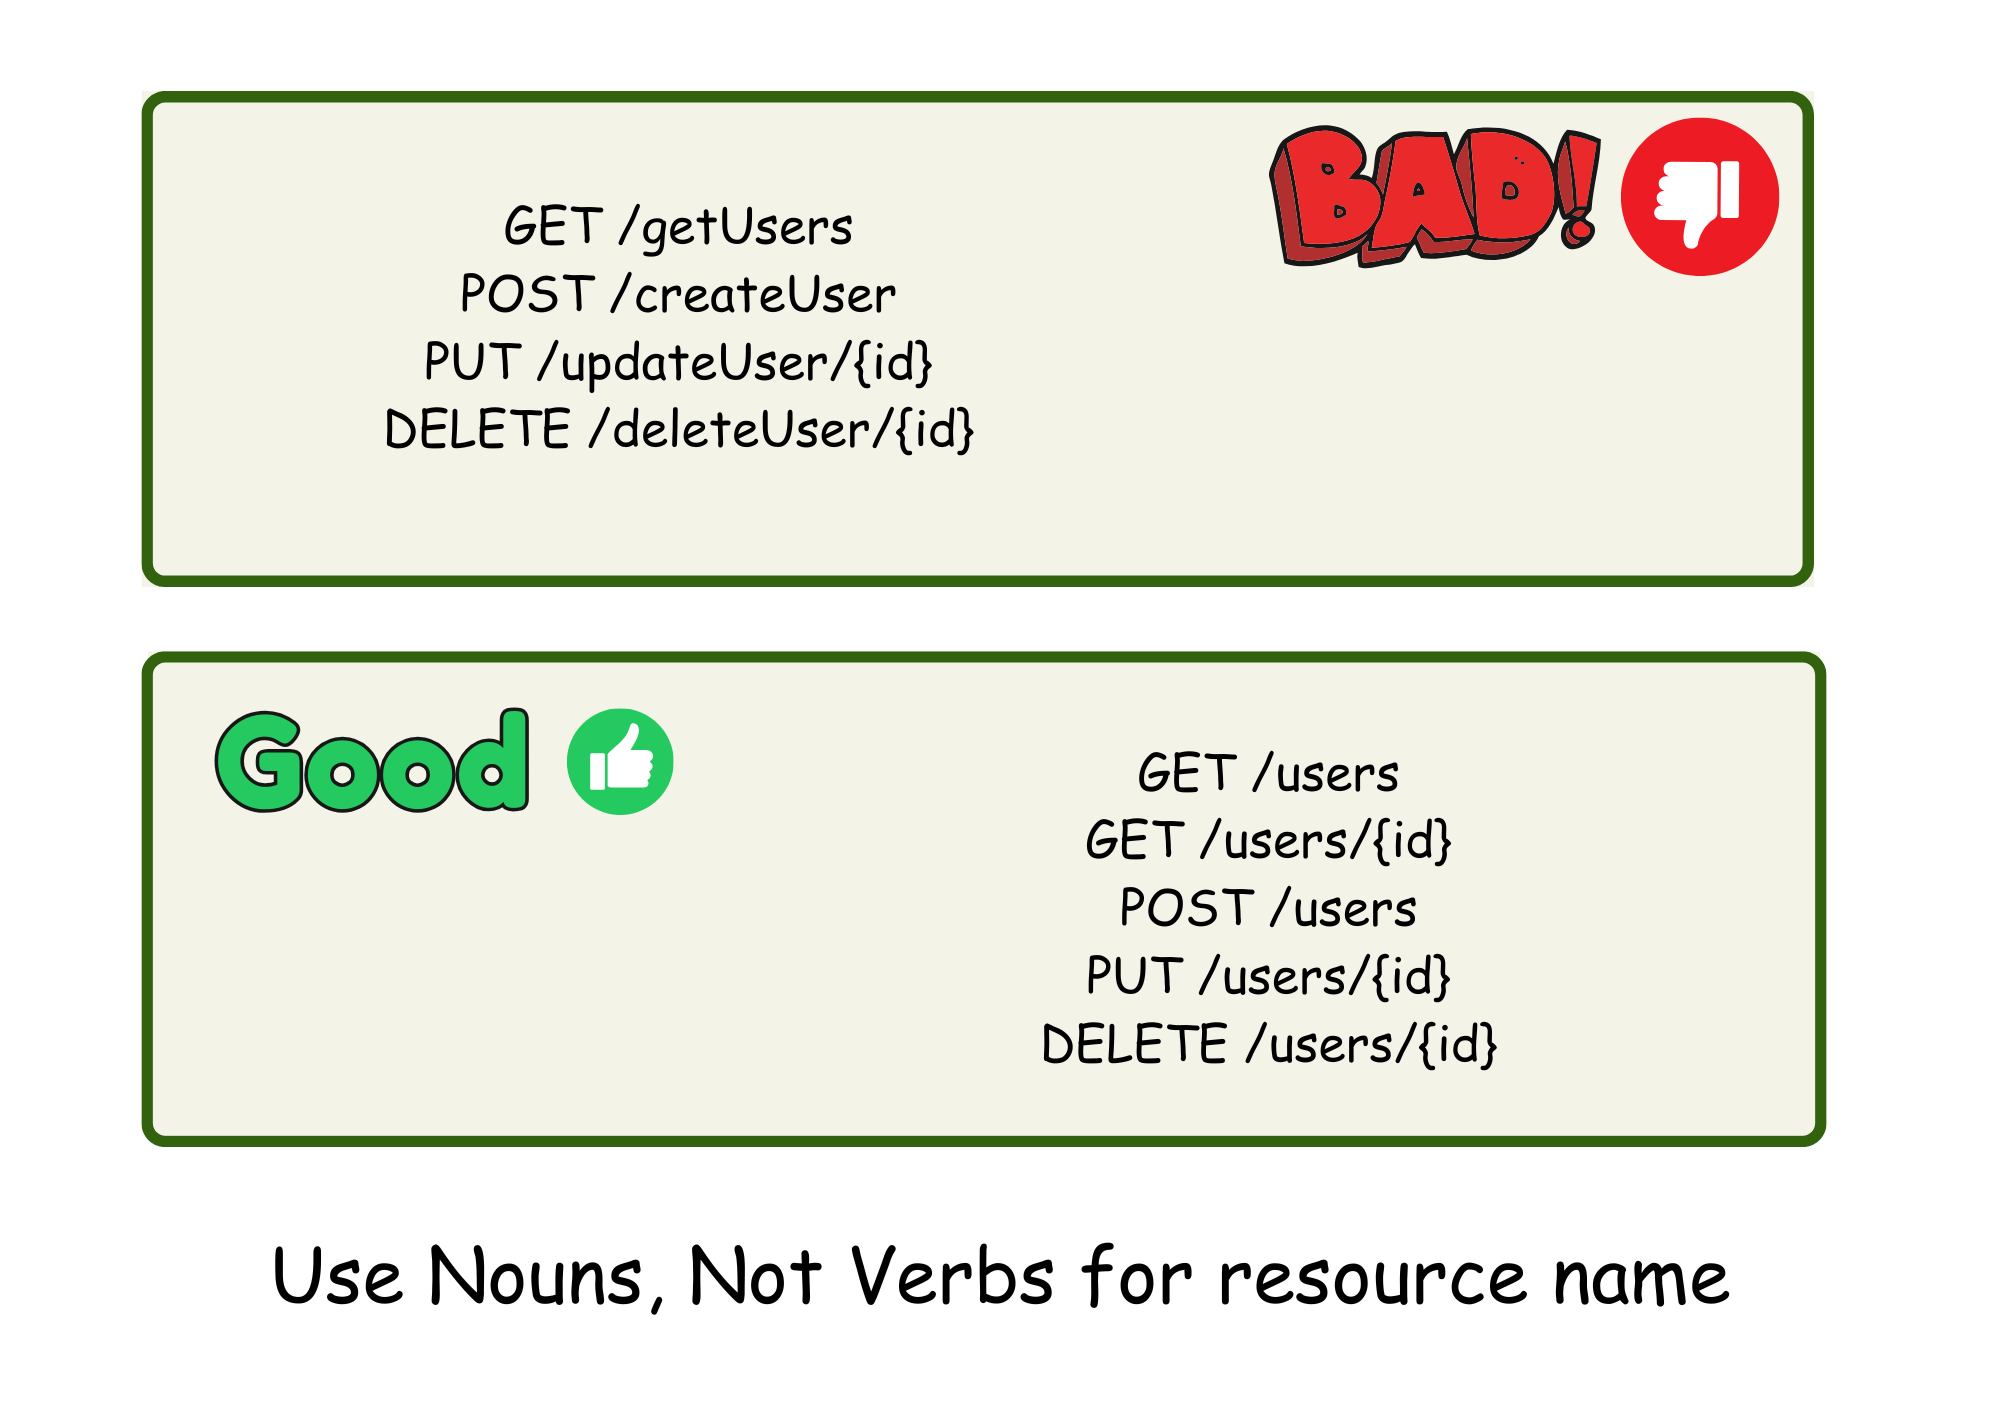 BAD!
GET /getUsers
POST /createUser
PUT /updateUser/{id}
DELETE /deleteUser/{id}
Good
GET /users
GET /users/{id}
POST /users
PUT /users/{id}
DELETE /users/{id}
Use Nouns, Not Verbs for resource name